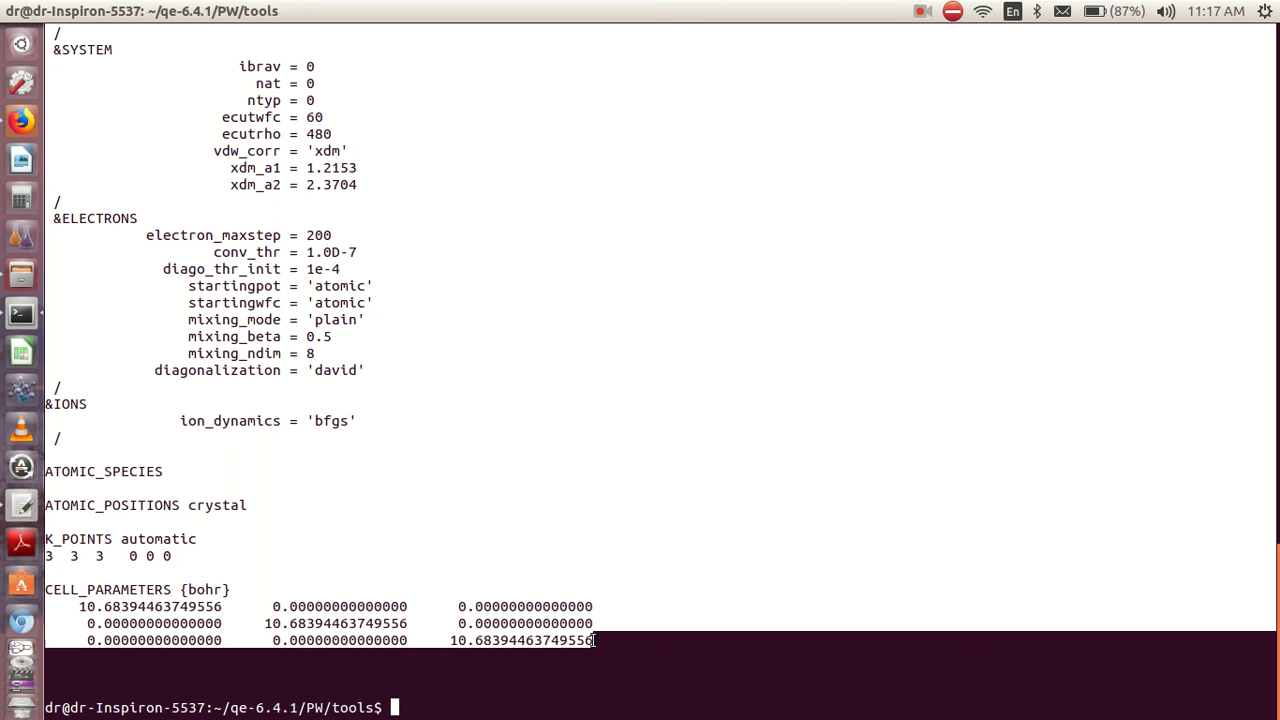 dr@dr-Inspiron-5537: ~/qe-6.4.1/PW/tools
En
(87%)
11:17 AM
/
&SYSTEM
ibrav = 0
nat = 0
ntyp = 0
ecutwfc = 60
ecutrho = 480
vdw_corr = 'xdm'
xdm_a1 = 1.2153
xdm_a2 = 2.3704
/
&ELECTRONS
electron_maxstep = 200
conv_thr = 1.0D-7
diago_thr_init = 1e-4
startingpot = 'atomic'
startingwfc = 'atomic'
mixing_mode = 'plain'
mixing_beta = 0.5
mixing_ndim = 8
diagonalization = 'david'
/
&IONS
ion_dynamics = 'bfgs'
/
ATOMIC_SPECIES
ATOMIC_POSITIONS crystal
K_POINTS automatic
3 3 3 0 0 0
CELL_PARAMETERS {bohr}
10.68394463749556 0.00000000000000 0.00000000000000
0.00000000000000 10.68394463749556 0.00000000000000
0.00000000000000 0.00000000000000 10.68394463749556
dr@dr-Inspiron-5537:~/qe-6.4.1/PW/tools$